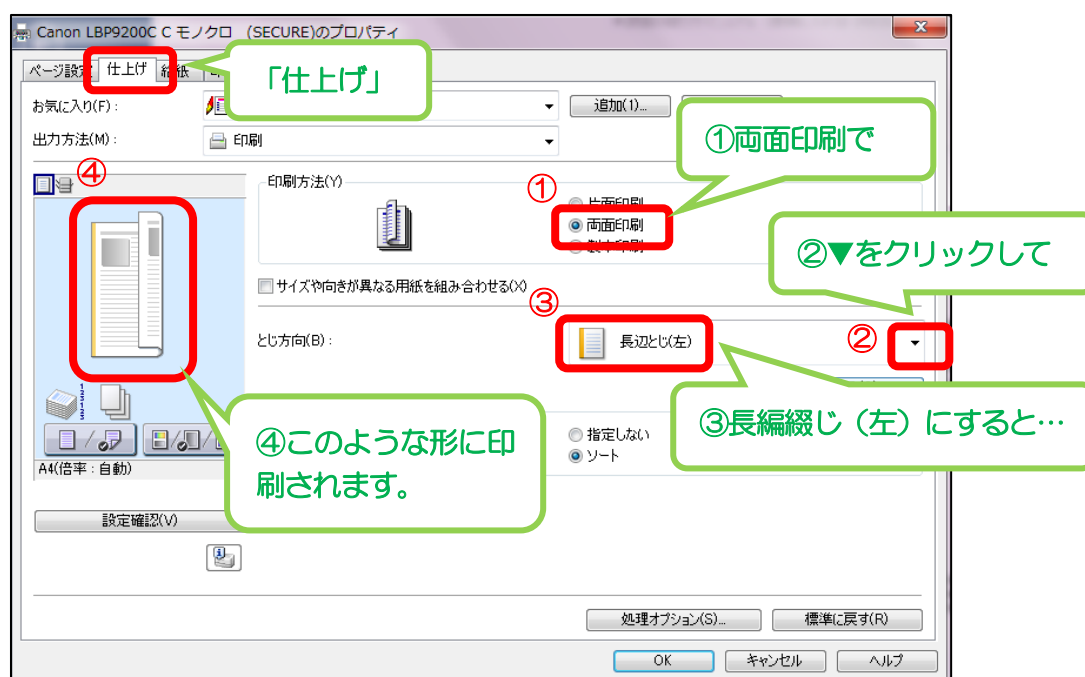 Canon LBP9200C C モノクロ (SECURE)のプロパティ
ページ設定 仕上げ 給紙
「仕上げ」
お気に入り(F):
追加(1)...
出力方法(M):
印刷
①両面印刷で
④
印刷方法(Y)
①
片面印刷
両面印刷
製本印刷
②▼をクリックして
サイズや向きが異なる用紙を組み合わせる(X)
③
とじ方向(B):
長辺とじ(左)
②
③長編綴じ（左）にすると…
④このような形に印
刷されます。
指定しない
ソート
A4(倍率:自動)
設定確認(V)
処理オプション(S)...
標準に戻す(R)
OK
キャンセル
ヘルプ